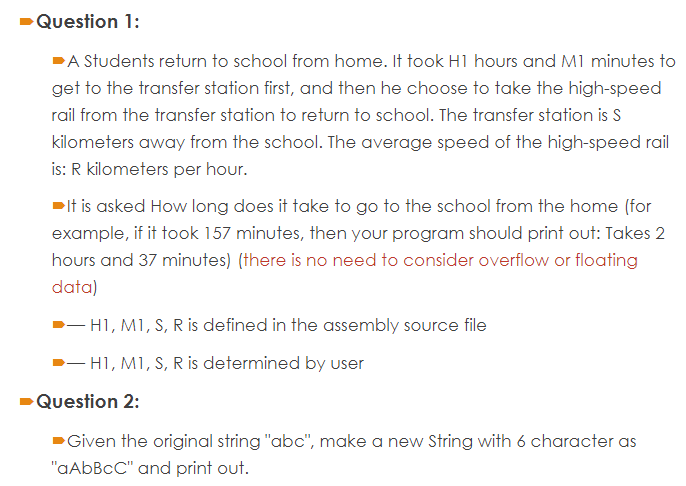 Question 1:
A Students return to school from home. It took H1 hours and M1 minutes to
get to the transfer station first, and then he choose to take the high-speed
rail from the transfer station to return to school. The transfer station is S
kilometers away from the school. The average speed of the high-speed rail
is: R kilometers per hour.
It is asked How long does it take to go to the school from the home (for
example, if it took 157 minutes, then your program should print out: Takes 2
hours and 37 minutes) (there is no need to consider overflow or floating
data)
— H1, M1, S, R is defined in the assembly source file
— H1, M1, S, R is determined by user
Question 2:
Given the original string "abc", make a new String with 6 character as
"aAbBcC" and print out.